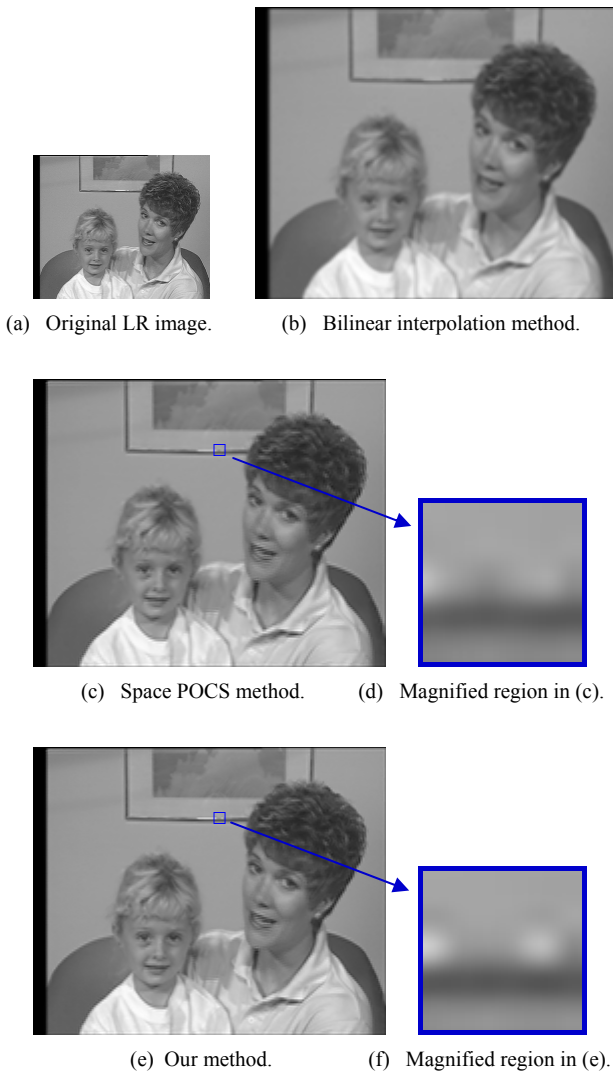 (a) Original LR image.
(b) Bilinear interpolation method.
(c) Space POCS method.
(d) Magnified region in (c).
(e) Our method.
(f) Magnified region in (e).